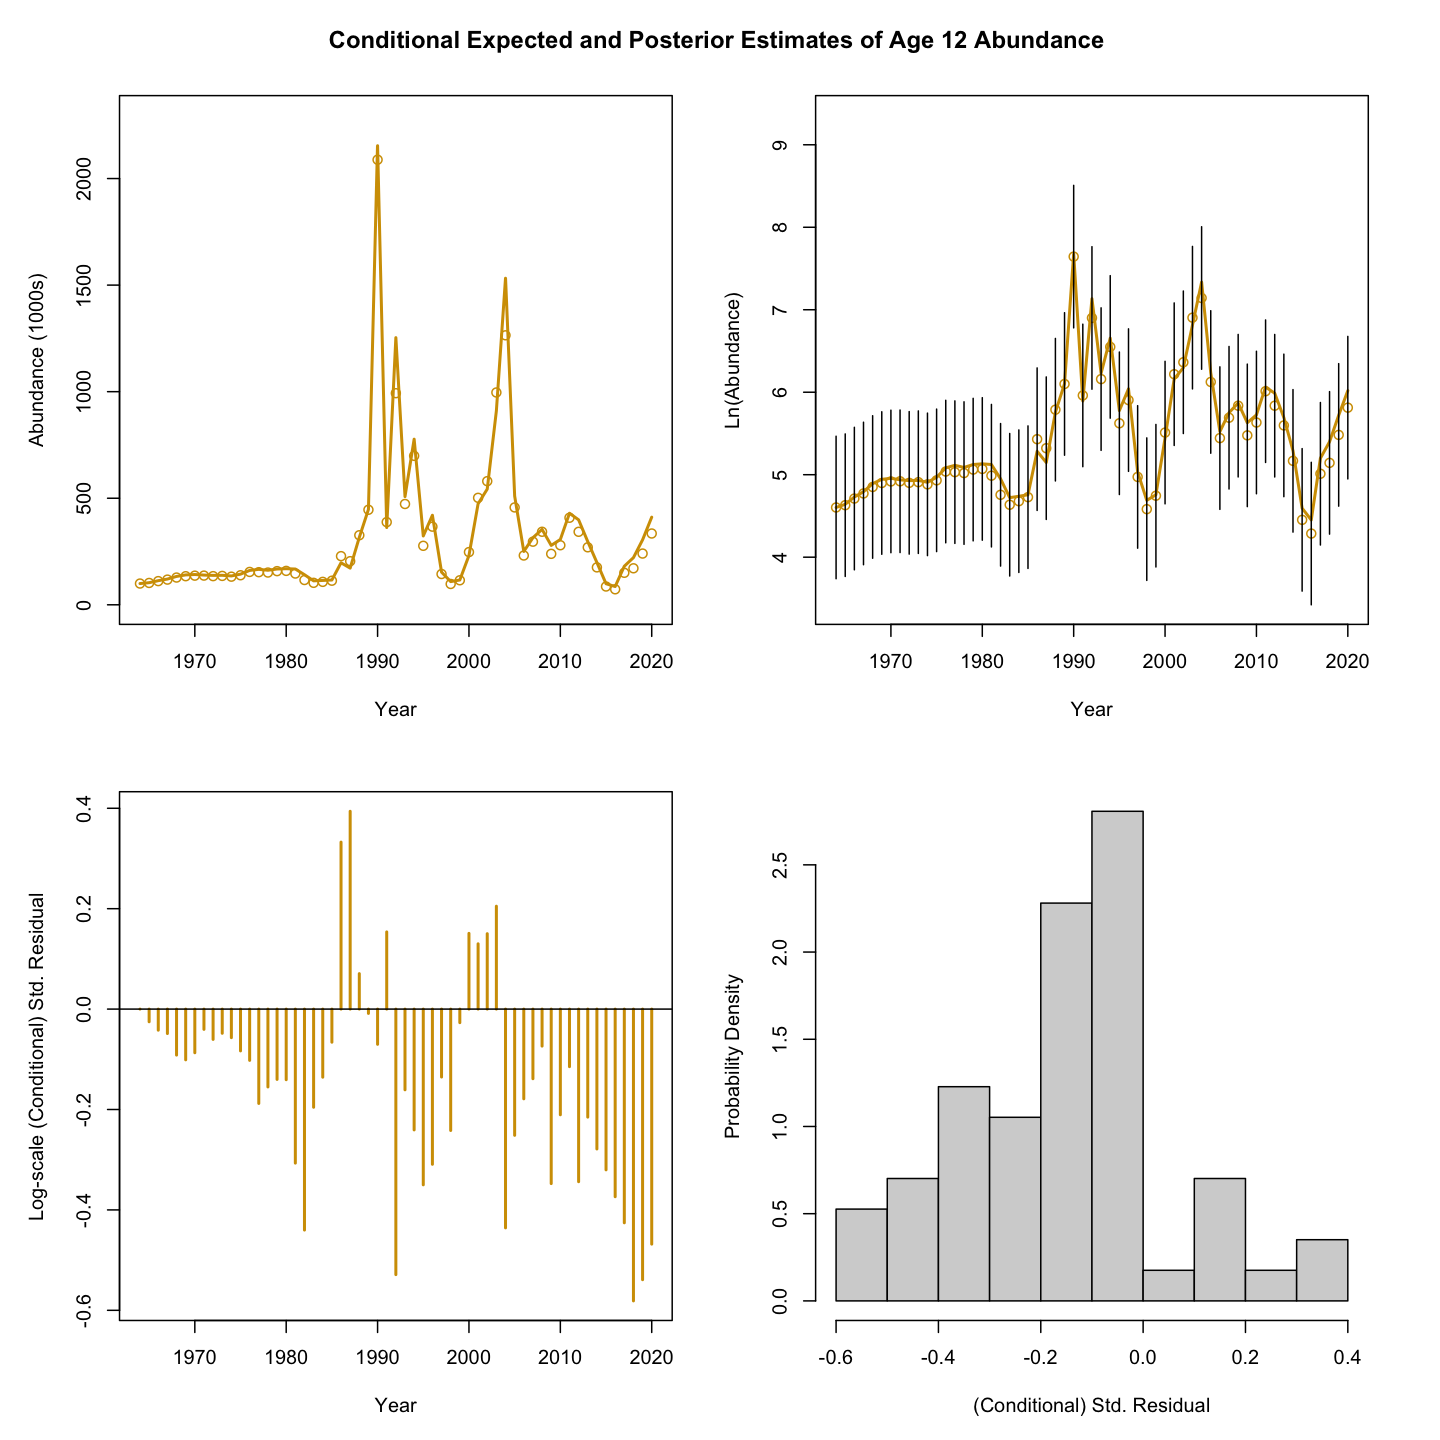 Conditional Expected and Posterior Estimates of Age 12 Abundance
Abundance (1000s)
0 500 1000 1500 2000
1970 1980 1990 2000 2010 2020
Year
Ln(Abundance)
4 5 6 7 8 9
1970 1980 1990 2000 2010 2020
Year
Log-scale (Conditional) Std. Residual
-0.6 -0.4 -0.2 0.0 0.2 0.4
1970 1980 1990 2000 2010 2020
Year
Probability Density
0.0 0.5 1.0 1.5 2.0 2.5
-0.6 -0.4 -0.2 0.0 0.2 0.4
(Conditional) Std. Residual